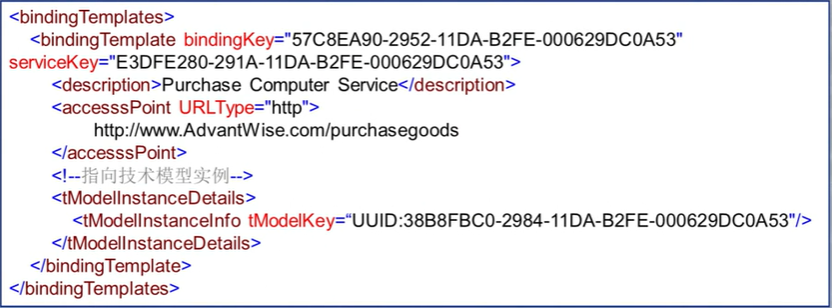 <bindingTemplates>
<bindingTemplate bindingKey="57C8EA90-2952-11DA-B2FE-000629DC0A53"
serviceKey="E3DFE280-291A-11DA-B2FE-000629DC0A53">
<description>Purchase Computer Service</description>
<accesssPoint URLType="http">
http://www.AdvantWise.com/purchasegoods
</accesssPoint>
<!--指向技术模型实例-->
<tModelInstanceDetails>
<tModelInstanceInfo tModelKey=“UUID:38B8FBC0-2984-11DA-B2FE-000629DC0A53"/>
</tModelInstanceDetails>
</bindingTemplate>
</bindingTemplates>